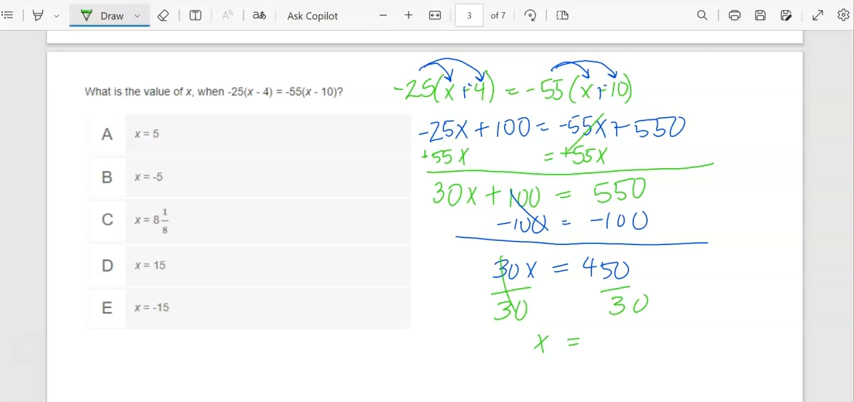 Draw
Ask Copilot
3 of 7
What is the value of x, when -25(x - 4) = -55(x - 10)?
A x = 5
B x = -5
C x = 8 1/8
D x = 15
E x = -15
-25(x+-4) = -55(x+-10)
-25x + 100 = -55x + 550
+55x = +55x
30x + 100 = 550
-100 = -100
30x = 450
30 30
x =